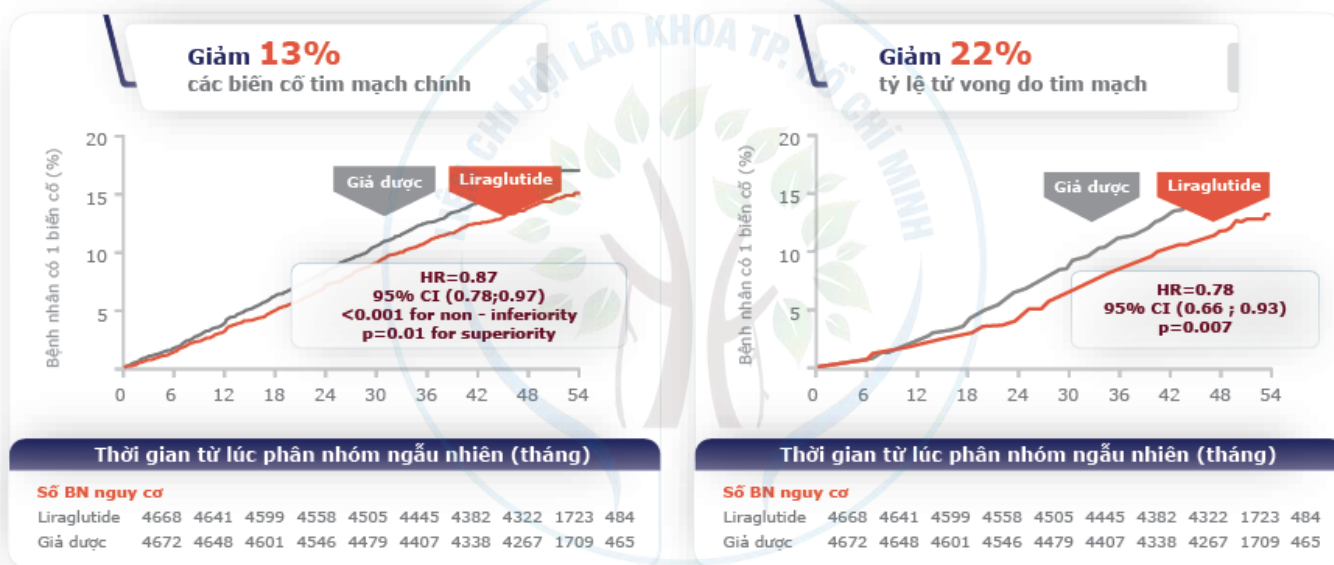 Giảm 13%
các biến cố tim mạch chính
Bệnh nhân có 1 biến cố (%)
20
15
10
5
Giả dược
Liraglutide
HR=0.87
95% CI (0.78;0.97)
<0.001 for non - inferiority
p=0.01 for superiority
0 6 12 18 24 30 36 42 48 54
Thời gian từ lúc phân nhóm ngẫu nhiên (tháng)
Số BN nguy cơ
Liraglutide 4668 4641 4599 4558 4505 4445 4382 4322 1723 484
Giả dược 4672 4648 4601 4546 4479 4407 4338 4267 1709 465
Giảm 22%
tỷ lệ tử vong do tim mạch
Bệnh nhân có 1 biến cố (%)
20
15
10
5
Giả dược
Liraglutide
HR=0.78
95% CI (0.66 ; 0.93)
p=0.007
0 6 12 18 24 30 36 42 48 54
Thời gian từ lúc phân nhóm ngẫu nhiên (tháng)
Số BN nguy cơ
Liraglutide 4668 4641 4599 4558 4505 4445 4382 4322 1723 484
Giả dược 4672 4648 4601 4546 4479 4407 4338 4267 1709 465
CHI HỘI LÃO KHOA TP. HỒ CHÍ MINH